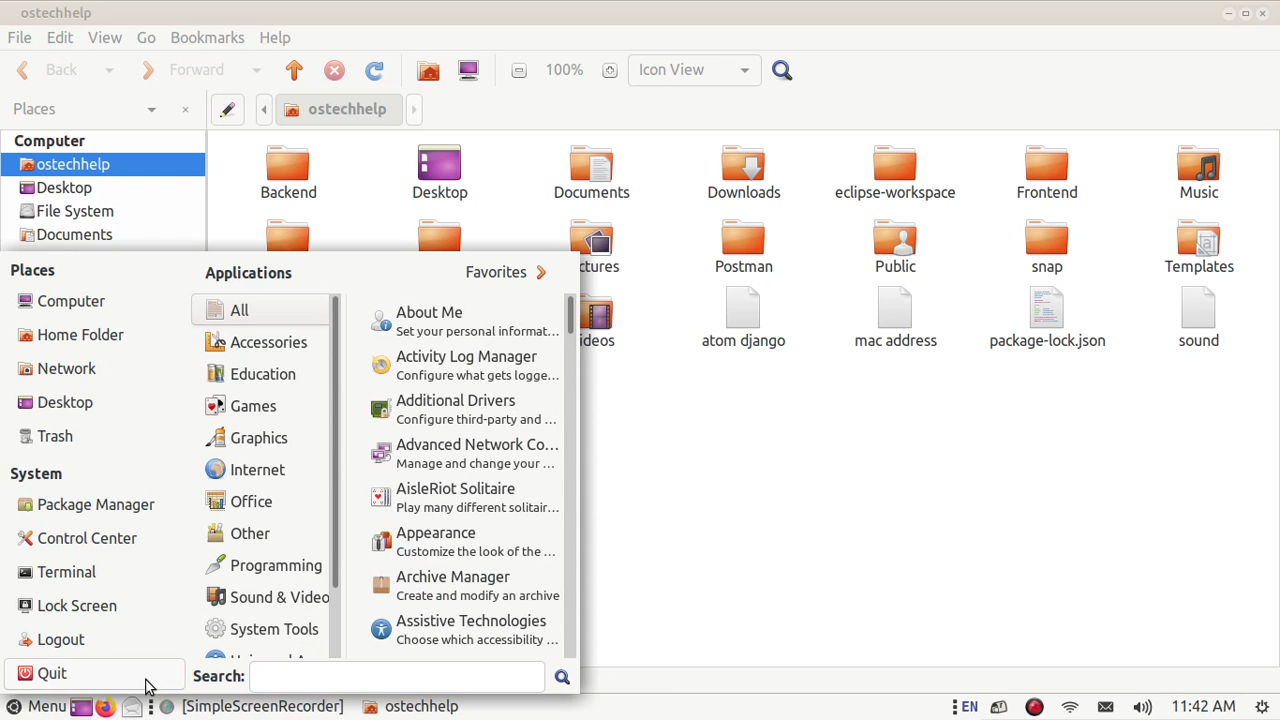 ostechhelp
File Edit View Go Bookmarks Help
Back Forward 100% Icon View
Places ostechhelp
Computer
ostechhelp
Desktop
File System
Documents
Backend Desktop Documents Downloads eclipse-workspace Frontend Music
Postman Public snap Templates
atom django mac address package-lock.json sound
Places
Computer
Home Folder
Network
Desktop
Trash
System
Package Manager
Control Center
Terminal
Lock Screen
Logout
Quit
Applications Favorites
All
Accessories
Education
Games
Graphics
Internet
Office
Other
Programming
Sound & Video
System Tools
About Me
Set your personal informat...
Activity Log Manager
Configure what gets logge...
Additional Drivers
Configure third-party and ...
Advanced Network Co...
Manage and change your ...
AisleRiot Solitaire
Play many different solitair...
Appearance
Customize the look of the ...
Archive Manager
Create and modify an archive
Assistive Technologies
Choose which accessibility ...
Search:
Menu [SimpleScreenRecorder] ostechhelp EN 11:42 AM